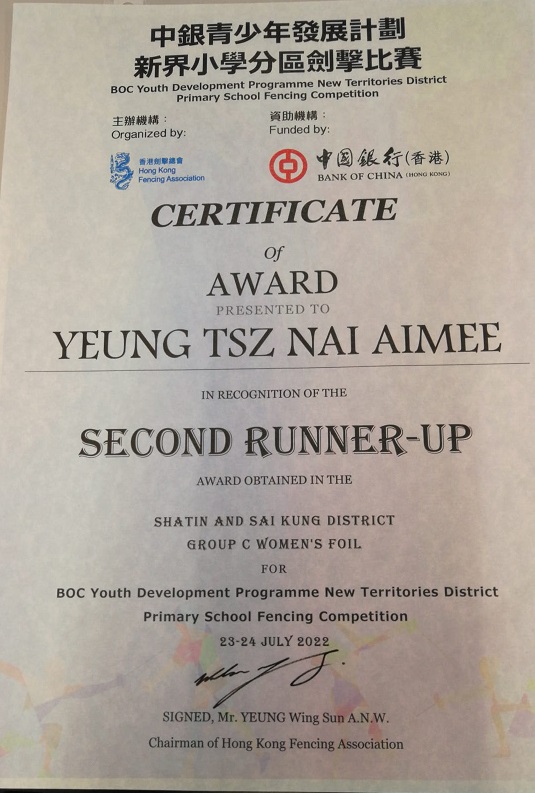 中銀青少年發展計劃
新界小學分區劍擊比賽
BOC Youth Development Programme New Territories District
Primary School Fencing Competition
主辦機構：
Organized by:
資助機構：
Funded by:
香港劍擊總會
Hong Kong
Fencing Association
中國銀行(香港)
BANK OF CHINA (HONG KONG)
CERTIFICATE
Of
AWARD
PRESENTED TO
YEUNG TSZ NAI AIMEE
IN RECOGNITION OF THE
SECOND RUNNER-UP
AWARD OBTAINED IN THE
SHATIN AND SAI KUNG DISTRICT
GROUP C WOMEN'S FOIL
FOR
BOC Youth Development Programme New Territories District
Primary School Fencing Competition
23-24 JULY 2022
SIGNED, Mr. YEUNG Wing Sun A.N.W.
Chairman of Hong Kong Fencing Association